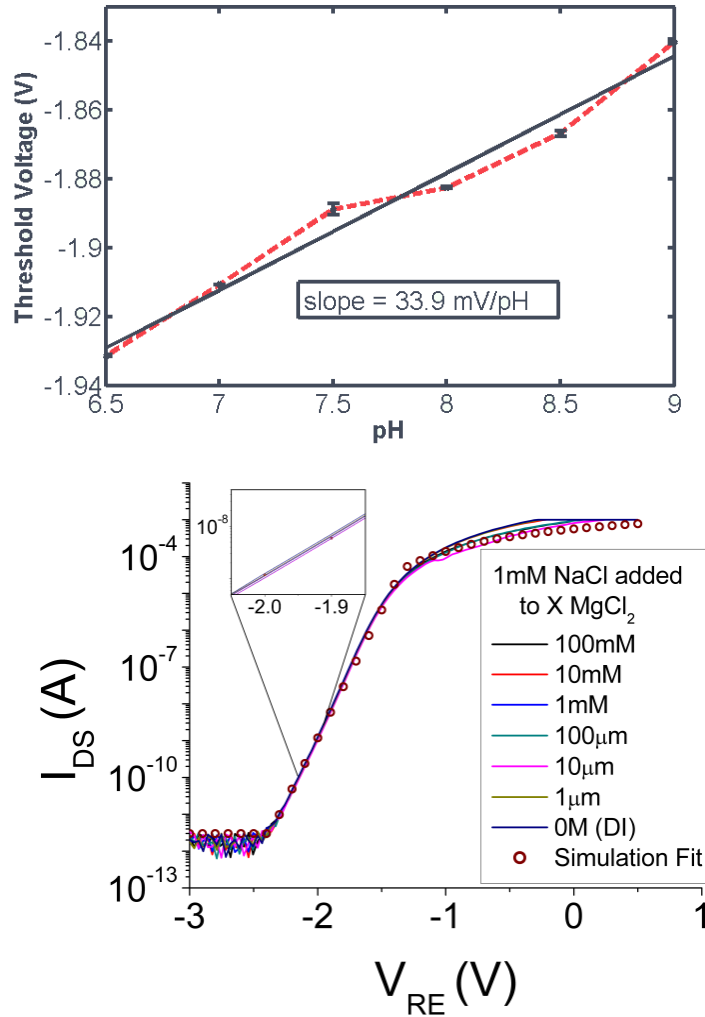 -1.84
-1.86
-1.88
-1.9
-1.92
-1.94
Threshold Voltage (V)
slope = 33.9 mV/pH
6.5 7 7.5 8 8.5 9
pH
10⁻⁸
-2.0 -1.9
10⁻⁴
10⁻⁷
10⁻¹⁰
10⁻¹³
I_DS (A)
1mM NaCl added
to X MgCl₂
100mM
10mM
1mM
100μm
10μm
1μm
0M (DI)
Simulation Fit
-3 -2 -1 0 1
V_RE (V)